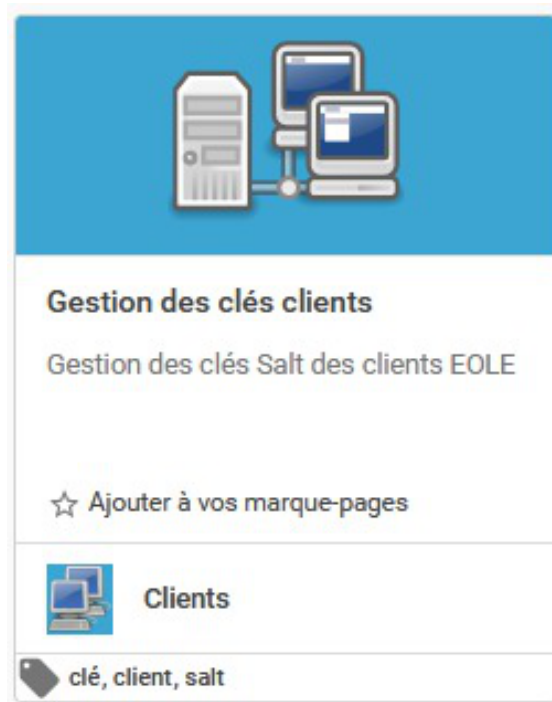 Gestion des clés clients
Gestion des clés Salt des clients EOLE
Ajouter à vos marque-pages
Clients
clé, client, salt